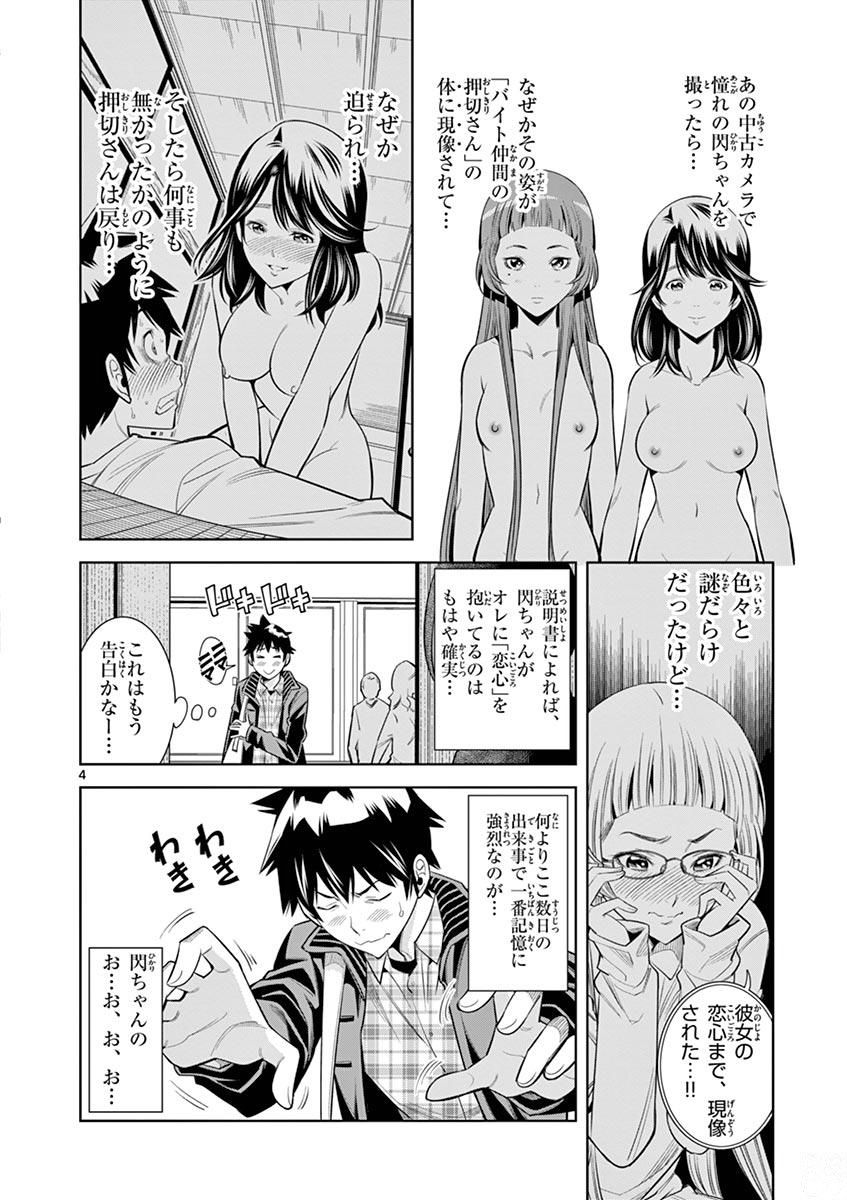 あの中古カメラで
憧れの閃ちゃんを
撮ったら…
なぜかその姿が
「バイト仲間の
押切さん」の
体に現像されて…
なぜか
迫られ…
そしたら何事も
無かったかのように
押切さんは戻り…
色々と
謎だらけ
だったけど…
彼女の
恋心まで、現像
された…!!
説明書によれば、
閃ちゃんが
オレに「恋心」を
抱いてるのは
もはや確実…
ドキドキ
ママ
これはもう
告白かなー…
何よりここ数日の
出来事で一番記憶に
強烈なのが…
わき
わき
閃ちゃんの
お…お、お、お…
4